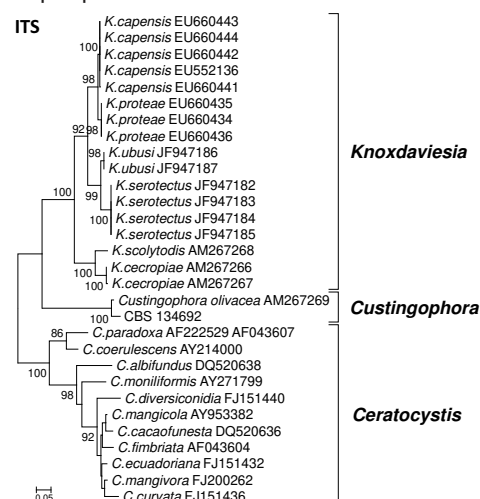 ITS
K.capensis EU660443
K.capensis EU660444
100
K.capensis EU660442
K.capensis EU552136
98
K.capensis EU660441
K.proteae EU660435
K.proteae EU660434
92 98
K.proteae EU660436
98
K.ubusi JF947186
Knoxdaviesia
K.ubusi JF947187
K.serotectus JF947182
99
100
K.serotectus JF947183
100
K.serotectus JF947184
K.serotectus JF947185
K.scolytodis AM267268
100
K.cecropiae AM267266
100
K.cecropiae AM267267
Custingophora olivacea AM267269
Custingophora
100
CBS 134692
86
C.paradoxa AF222529 AF043607
C.coerulescens AY214000
100
C.albifundus DQ520638
C.moniliformis AY271799
98
C.diversiconidia FJ151440
C.mangicola AY953382
Ceratocystis
C.cacaofunesta DQ520636
92
C.fimbriata AF043604
C.ecuadoriana FJ151432
C.mangivora FJ200262
C.curvata FJ151436
0.05